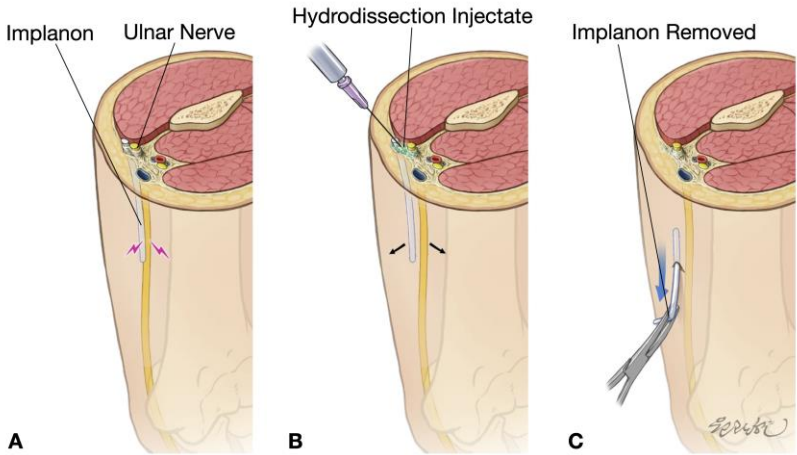 Implanon
Ulnar Nerve
Hydrodissection Injectate
Implanon Removed
A
B
C